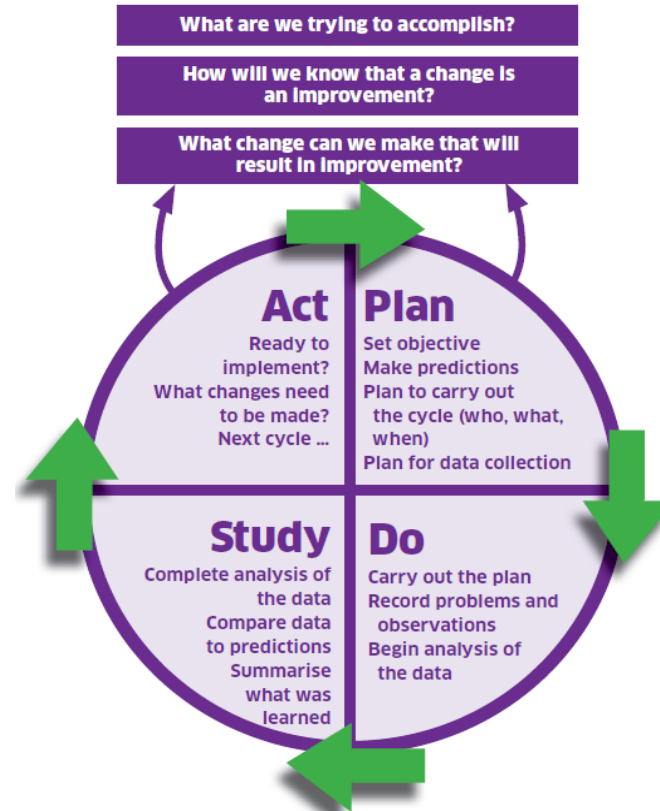 What are we trying to accomplish?
How will we know that a change is
an improvement?
What change can we make that will
result in improvement?
Act
Ready to
implement?
What changes need
to be made?
Next cycle ...
Plan
Set objective
Make predictions
Plan to carry out
the cycle (who, what,
when)
Plan for data collection
Study
Complete analysis of
the data
Compare data
to predictions
Summarise
what was
learned
Do
Carry out the plan
Record problems and
observations
Begin analysis of
the data